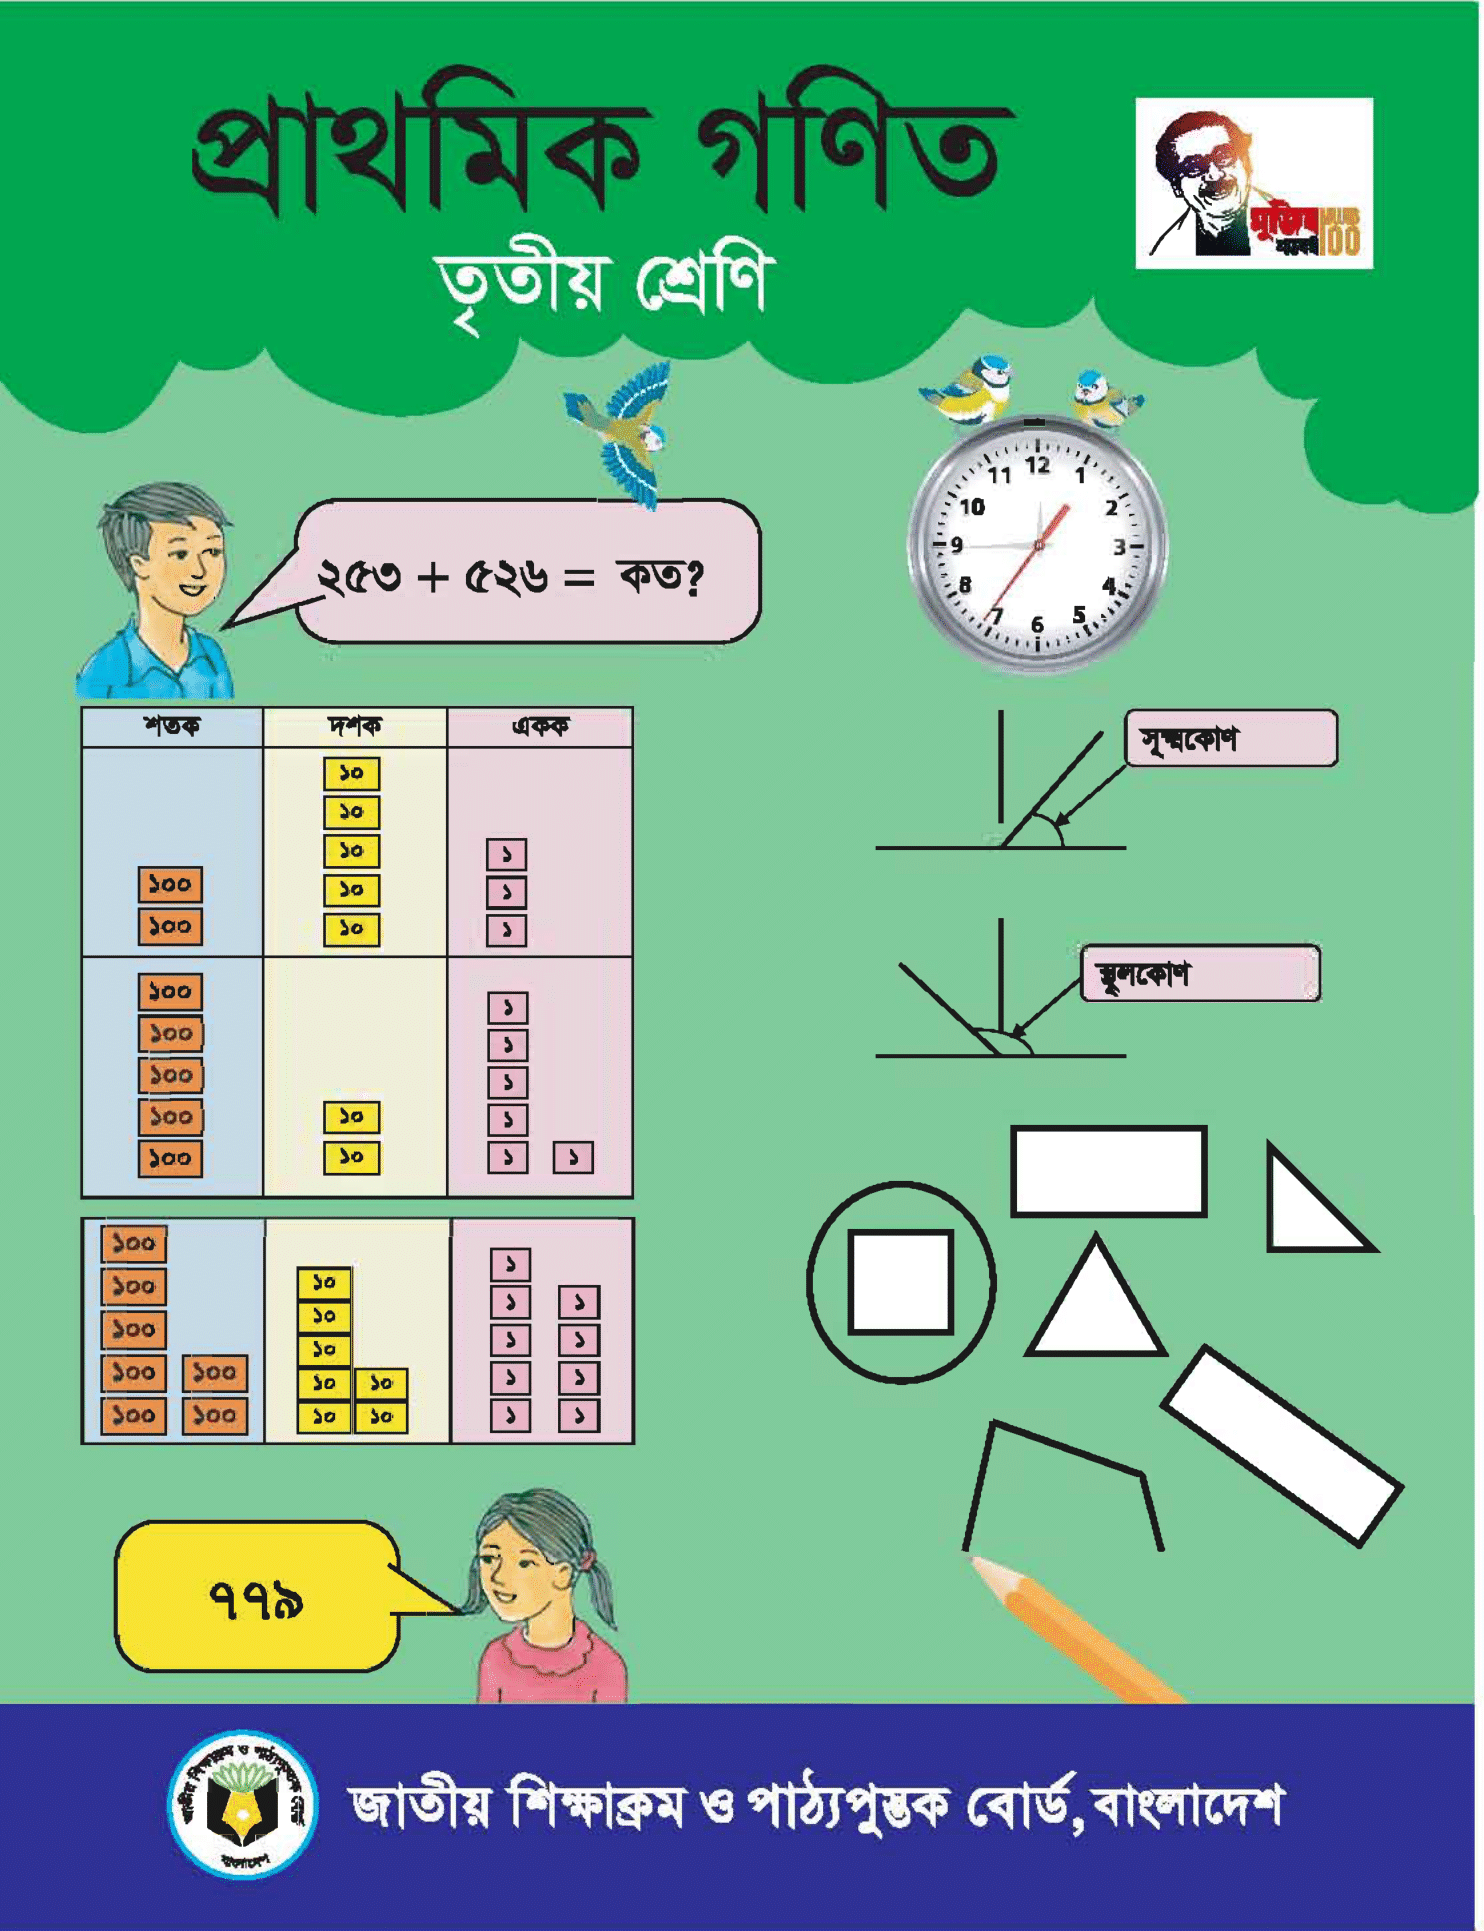 প্রাথমিক গণিত
তৃতীয় শ্রেণি
মুজিব
100
২৫৩ + ৫২৬ = কত?
11 12 1
10 2
9 3
8 4
7 6 5
শতক দশক একক
১০
১০
১০ ১
১০০ ১০ ১
১০০ ১০ ১
১০০ ১
১০০ ১
১০০ ১
১০০ ১০ ১
১০০ ১০ ১ ১
১০০ ১
১০০ ১০ ১ ১
১০০ ১০ ১ ১
১০ 
১০০ ১০০ ১০ ১০ ১ ১
১০০ ১০০ ১০ ১০ ১ ১
সূক্ষ্মকোণ
স্থূলকোণ
৭৭৯
জাতীয় শিক্ষাক্রম ও পাঠ্যপুস্তক বোর্ড
বাংলাদেশ
জাতীয় শিক্ষাক্রম ও পাঠ্যপুস্তক বোর্ড, বাংলাদেশ